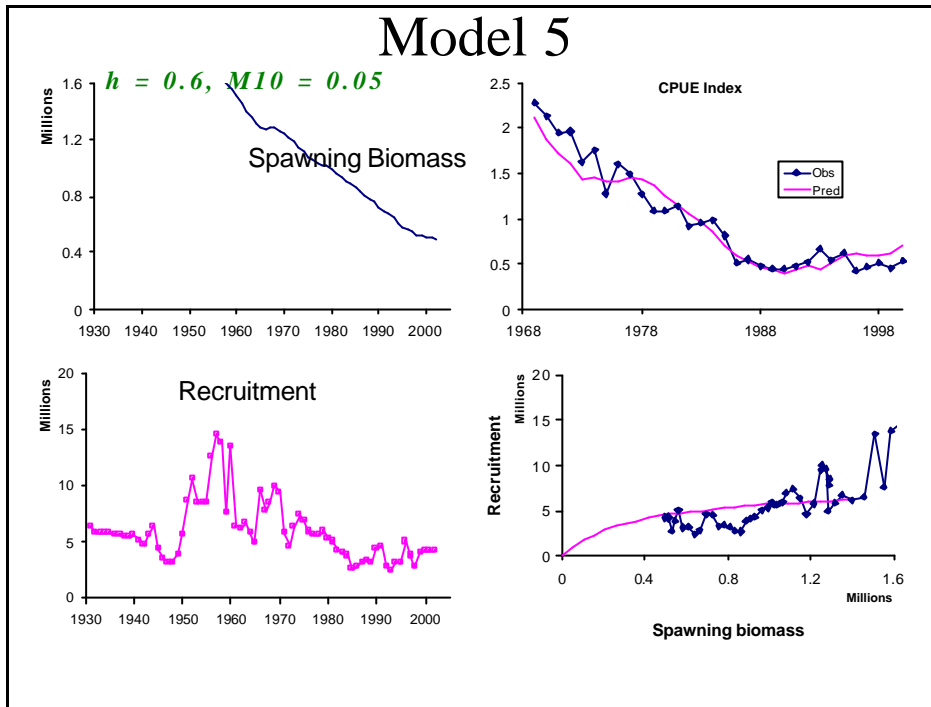 Model 5
h = 0.6, M10 = 0.05
Millions
1.6
1.2
0.8
0.4
0
Spawning Biomass
1930 1940 1950 1960 1970 1980 1990 2000
CPUE Index
2.5
2
1.5
1
0.5
0
Obs
Pred
1968 1978 1988 1998
Millions
20
15
10
5
0
Recruitment
1930 1940 1950 1960 1970 1980 1990 2000
Recruitment
Millions
20
15
10
5
0
0 0.4 0.8 1.2 1.6
Millions
Spawning biomass